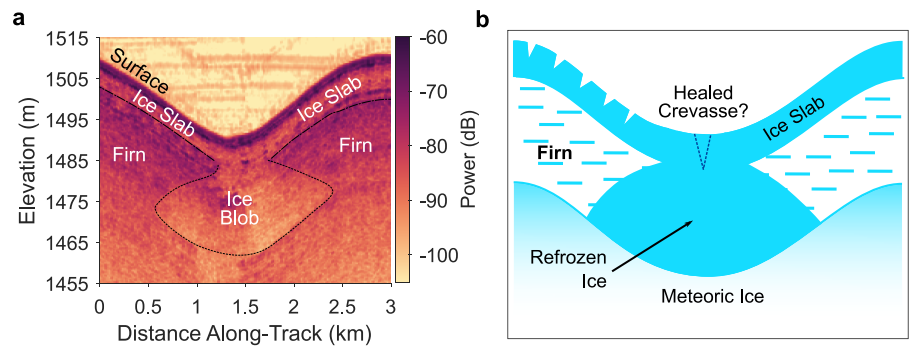 a
1515
1505
1495
1485
1475
1465
1455
Elevation (m)
0
0.5
1
1.5
2
2.5
3
Distance Along-Track (km)
Surface
Ice Slab
Ice Slab
Firn
Firn
Ice
Blob
-60
-70
-80
-90
-100
Power (dB)
b
Healed
Crevasse?
Ice Slab
Firn
Refrozen
Ice
Meteoric Ice